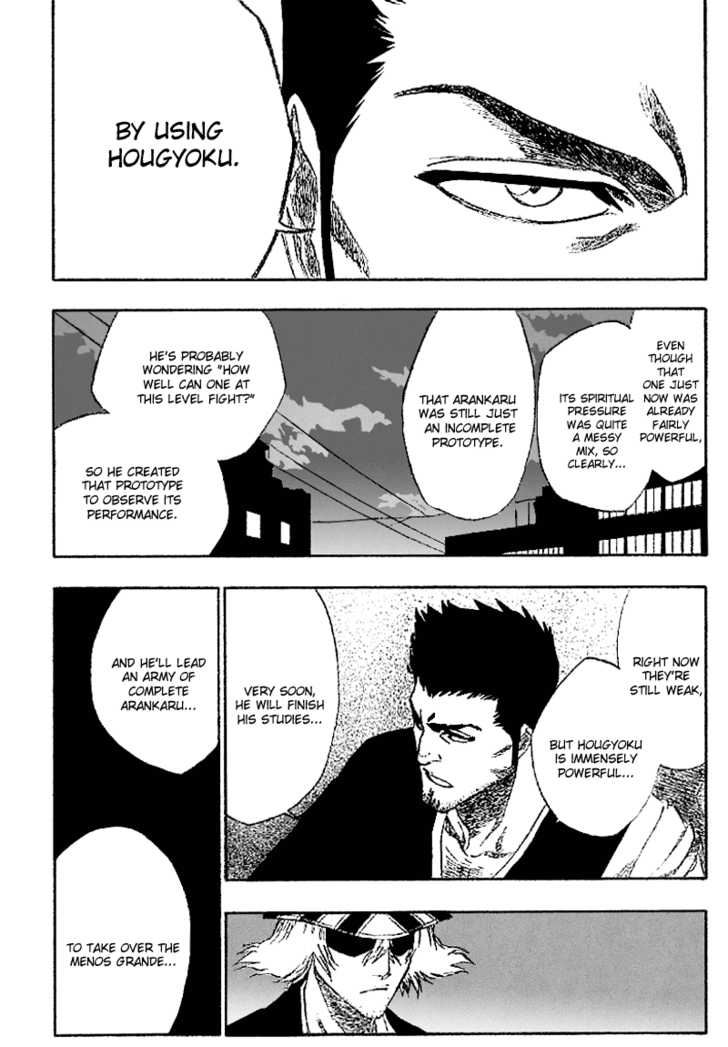 BY USING
HOUGYOKU.
EVEN
THOUGH
THAT
ONE JUST
NOW WAS
ALREADY
FAIRLY
POWERFUL,
ITS SPIRITUAL
PRESSURE
WAS QUITE
A MESSY
MIX, SO
CLEARLY...
THAT ARANKARU
WAS STILL JUST
AN INCOMPLETE
PROTOTYPE.
HE'S PROBABLY
WONDERING "HOW
WELL CAN ONE AT
THIS LEVEL FIGHT?"
SO HE CREATED
THAT PROTOTYPE
TO OBSERVE ITS
PERFORMANCE.
RIGHT NOW
THEY'RE
STILL WEAK,
BUT HOUGYOKU
IS IMMENSELY
POWERFUL...
VERY SOON,
HE WILL FINISH
HIS STUDIES...
AND HE'LL LEAD
AN ARMY OF
COMPLETE
ARANKARU...
TO TAKE OVER THE
MENOS GRANDE...